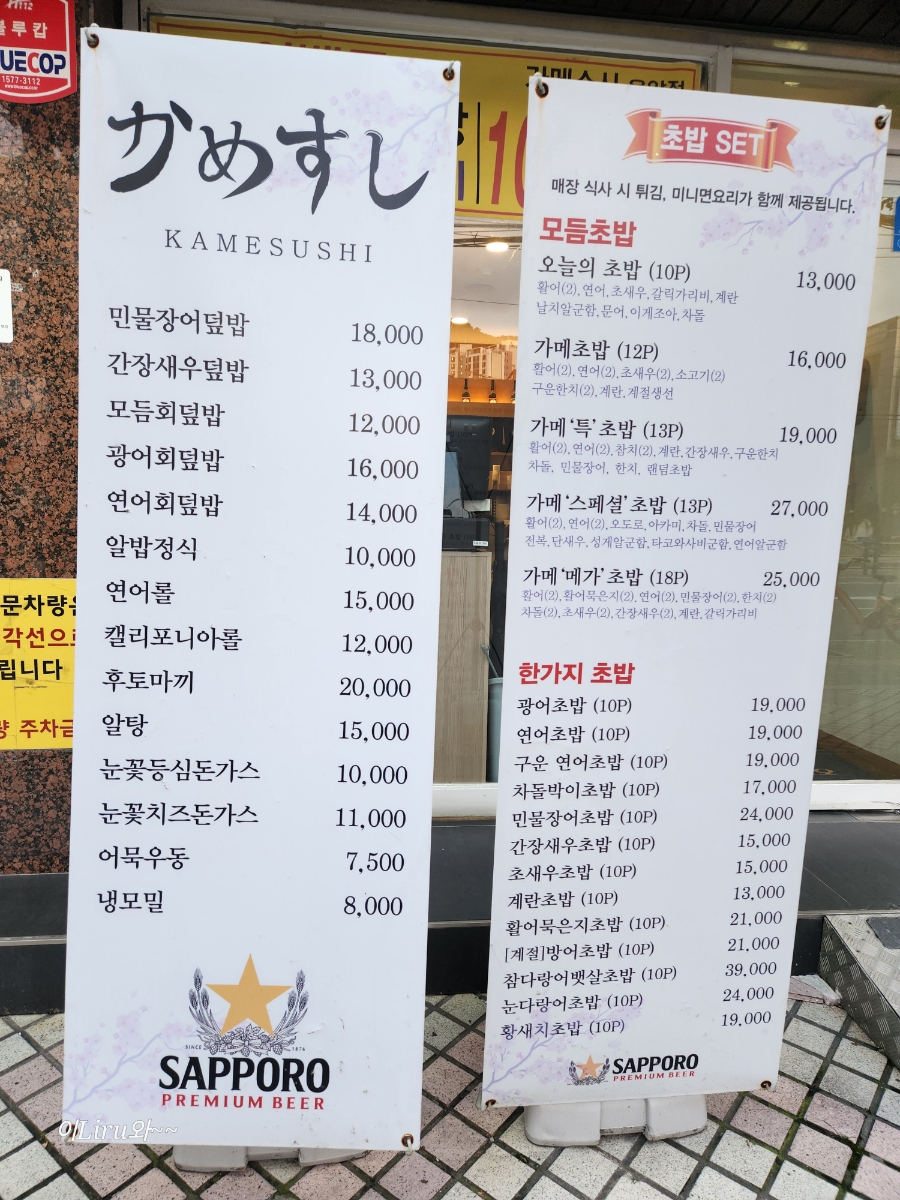 블루캅
UECOP
1577-3112
かめすし
KAMESUSHI
민물장어덮밥 18,000
간장새우덮밥 13,000
모듬회덮밥 12,000
광어회덮밥 16,000
연어회덮밥 14,000
알밥정식 10,000
연어롤 15,000
캘리포니아롤 12,000
후토마끼 20,000
알탕 15,000
눈꽃등심돈가스 10,000
눈꽃치즈돈가스 11,000
어묵우동 7,500
냉모밀 8,000
SINCE 1876
SAPPORO
PREMIUM BEER
이Liru와~~
초밥 SET
매장 식사 시 튀김, 미니면요리가 함께 제공됩니다.
모듬초밥
오늘의 초밥 (10P) 13,000
활어(2), 연어, 초새우, 갈릭가리비, 계란
날치알군함, 문어, 이게조아, 차돌
가메초밥 (12P) 16,000
활어(2), 연어(2), 초새우(2), 소고기(2)
구운한치(2), 계란, 계절생선
가메 '특' 초밥 (13P) 19,000
활어(2), 연어(2), 참치(2), 계란, 간장새우, 구운한치
차돌, 민물장어, 한치, 랜덤초밥
가메 '스페셜' 초밥 (13P) 27,000
활어(2), 연어(2), 오도로, 아카미, 차돌, 민물장어
전복, 단새우, 성게알군함, 타코와사비군함, 연어알군함
가메 '메가' 초밥 (18P) 25,000
활어(2), 활어묵은지(2), 연어(2), 민물장어(2), 한치(2)
차돌(2), 초새우(2), 간장새우(2), 계란, 갈릭가리비
한가지 초밥
광어초밥 (10P) 19,000
연어초밥 (10P) 19,000
구운 연어초밥 (10P) 19,000
차돌박이초밥 (10P) 17,000
민물장어초밥 (10P) 24,000
간장새우초밥 (10P) 15,000
초새우초밥 (10P) 15,000
계란초밥 (10P) 13,000
활어묵은지초밥 (10P) 21,000
[계절]방어초밥 (10P) 21,000
참다랑어뱃살초밥 (10P) 39,000
눈다랑어초밥 (10P) 24,000
황새치초밥 (10P) 19,000
SAPPORO
PREMIUM BEER
문차량은
각선으로
립니다
량 주차금